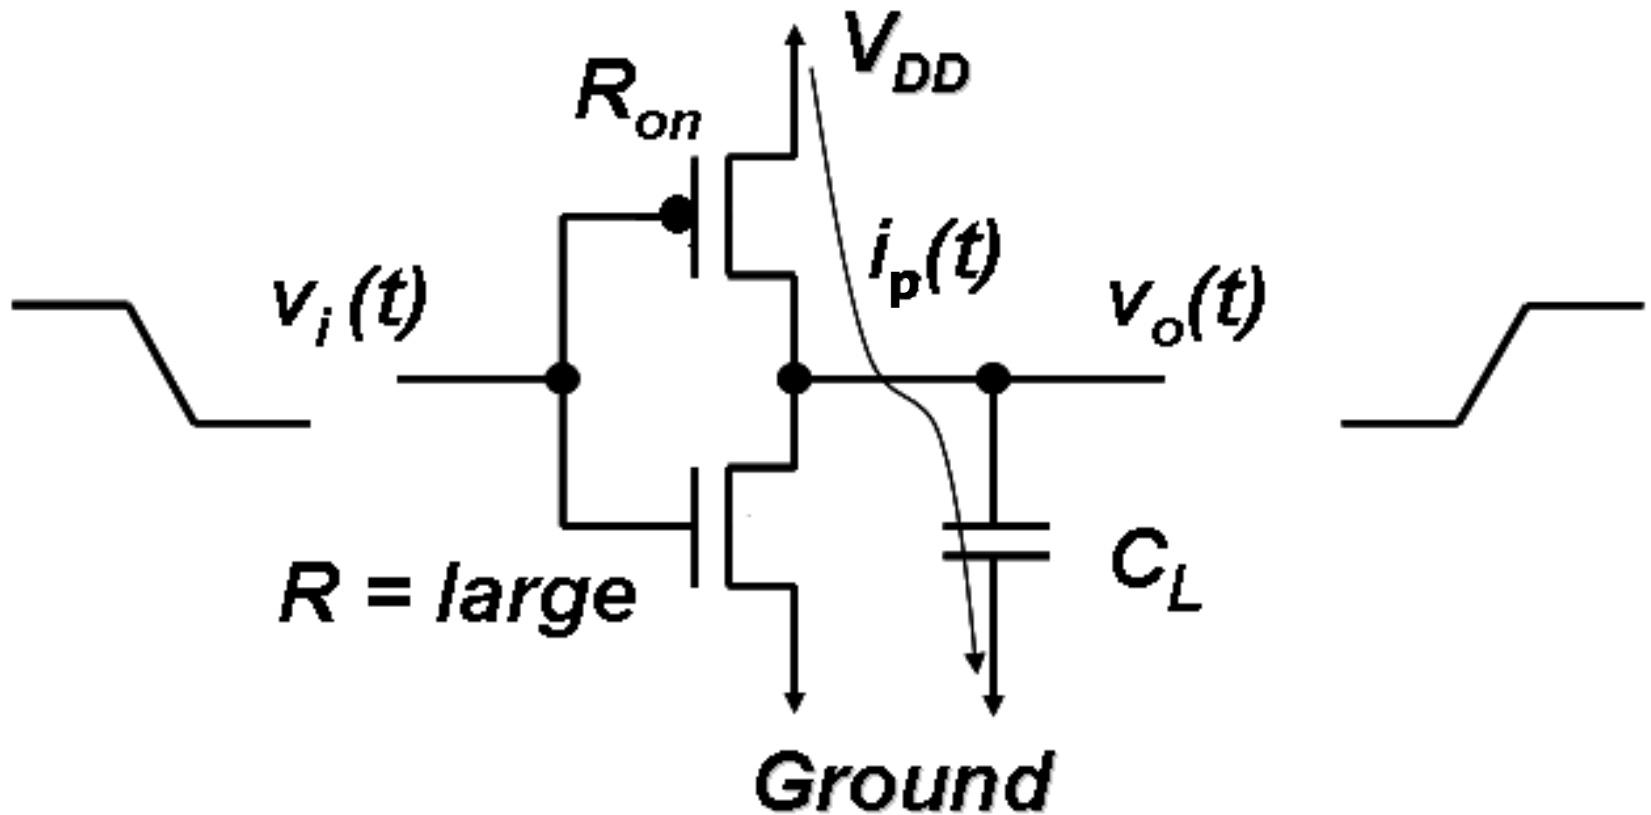 V_DD
R_on
i_p(t)
v_i(t)
v_o(t)
R = large
C_L
Ground